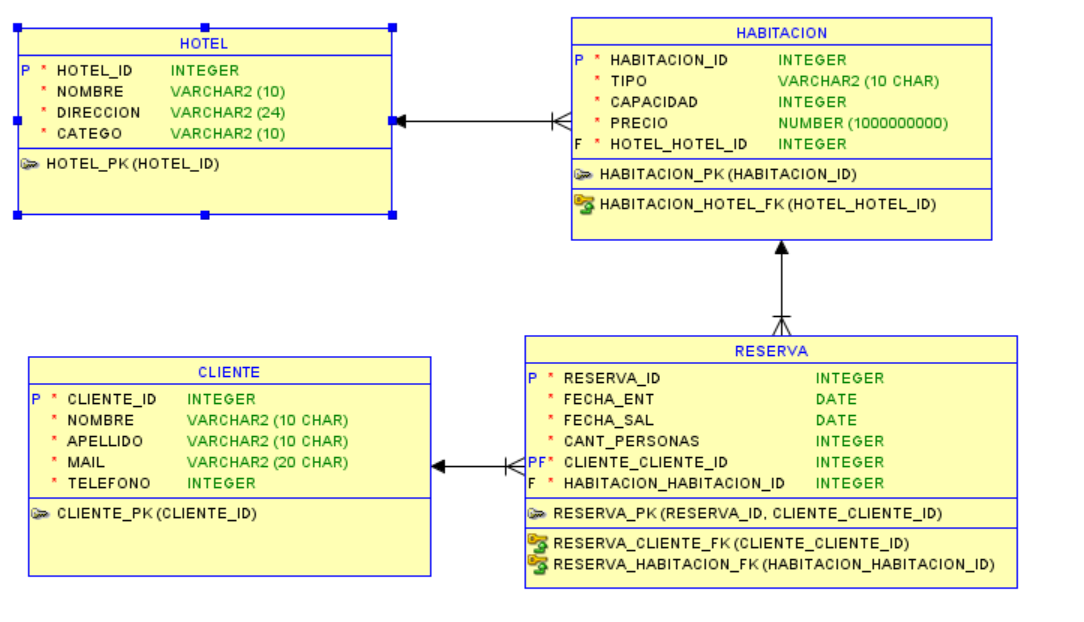 HOTEL
P * HOTEL_ID INTEGER
* NOMBRE VARCHAR2 (10)
* DIRECCION VARCHAR2 (24)
* CATEGO VARCHAR2 (10)
HOTEL_PK (HOTEL_ID)
HABITACION
P * HABITACION_ID INTEGER
* TIPO VARCHAR2 (10 CHAR)
* CAPACIDAD INTEGER
* PRECIO NUMBER (1000000000)
F * HOTEL_HOTEL_ID INTEGER
HABITACION_PK (HABITACION_ID)
HABITACION_HOTEL_FK (HOTEL_HOTEL_ID)
CLIENTE
P * CLIENTE_ID INTEGER
* NOMBRE VARCHAR2 (10 CHAR)
* APELLIDO VARCHAR2 (10 CHAR)
* MAIL VARCHAR2 (20 CHAR)
* TELEFONO INTEGER
CLIENTE_PK (CLIENTE_ID)
RESERVA
P * RESERVA_ID INTEGER
* FECHA_ENT DATE
* FECHA_SAL DATE
* CANT_PERSONAS INTEGER
PF* CLIENTE_CLIENTE_ID INTEGER
F * HABITACION_HABITACION_ID INTEGER
RESERVA_PK (RESERVA_ID, CLIENTE_CLIENTE_ID)
RESERVA_CLIENTE_FK (CLIENTE_CLIENTE_ID)
RESERVA_HABITACION_FK (HABITACION_HABITACION_ID)